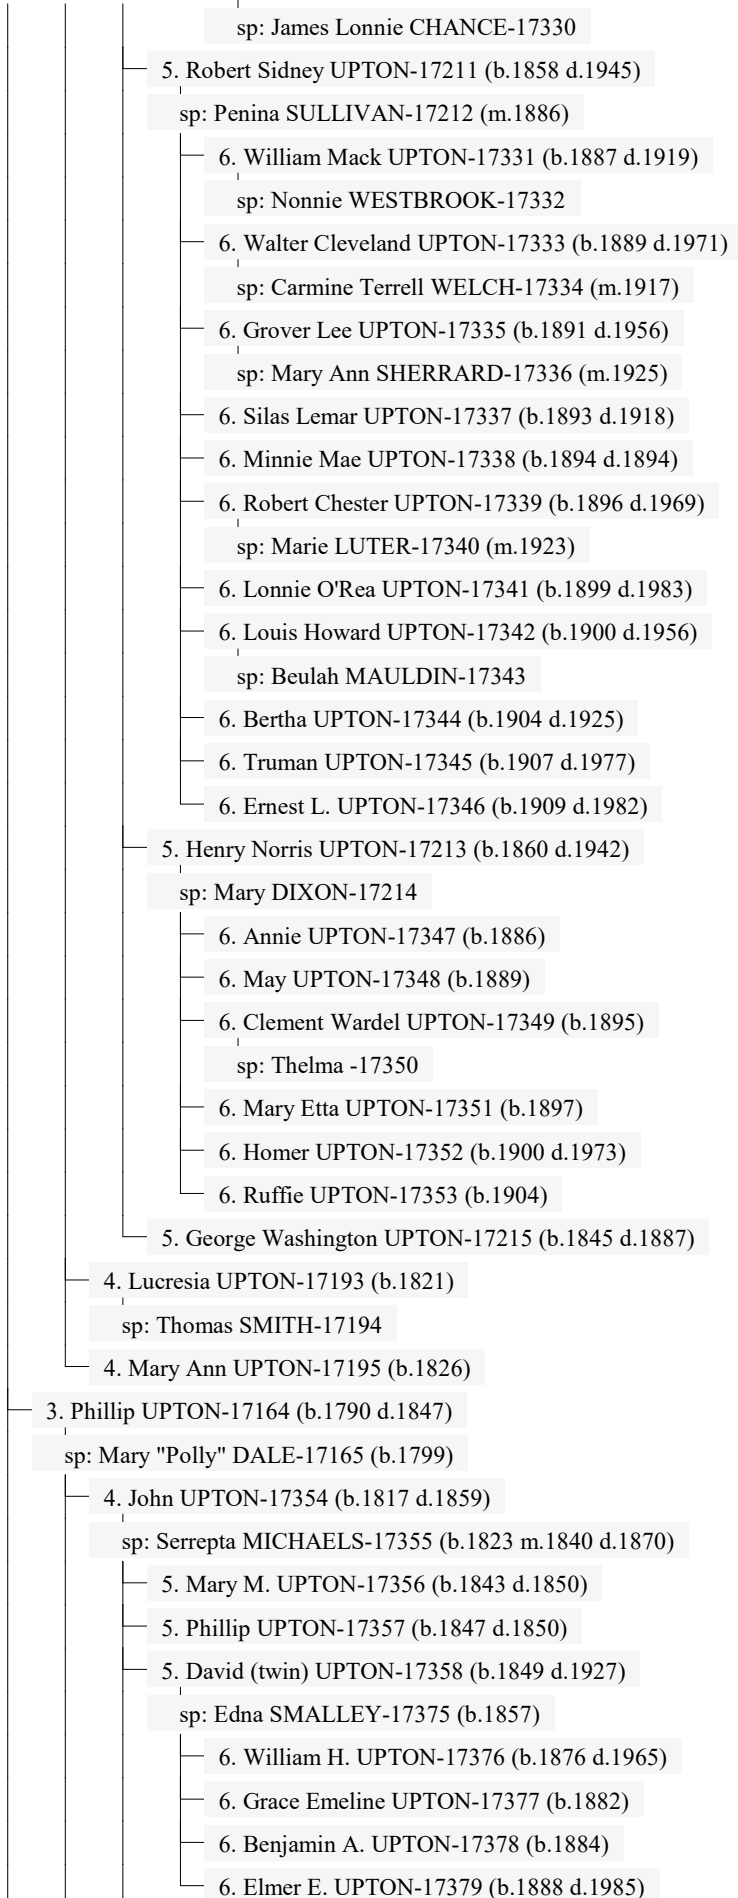 sp: James Lonnie CHANCE-17330
5. Robert Sidney UPTON-17211 (b.1858 d.1945)
sp: Penina SULLIVAN-17212 (m.1886)
6. William Mack UPTON-17331 (b.1887 d.1919)
sp: Nonnie WESTBROOK-17332
6. Walter Cleveland UPTON-17333 (b.1889 d.1971)
sp: Carmine Terrell WELCH-17334 (m.1917)
6. Grover Lee UPTON-17335 (b.1891 d.1956)
sp: Mary Ann SHERRARD-17336 (m.1925)
6. Silas Lemar UPTON-17337 (b.1893 d.1918)
6. Minnie Mae UPTON-17338 (b.1894 d.1894)
6. Robert Chester UPTON-17339 (b.1896 d.1969)
sp: Marie LUTER-17340 (m.1923)
6. Lonnie O'Rea UPTON-17341 (b.1899 d.1983)
6. Louis Howard UPTON-17342 (b.1900 d.1956)
sp: Beulah MAULDIN-17343
6. Bertha UPTON-17344 (b.1904 d.1925)
6. Truman UPTON-17345 (b.1907 d.1977)
6. Ernest L. UPTON-17346 (b.1909 d.1982)
5. Henry Norris UPTON-17213 (b.1860 d.1942)
sp: Mary DIXON-17214
6. Annie UPTON-17347 (b.1886)
6. May UPTON-17348 (b.1889)
6. Clement Wardel UPTON-17349 (b.1895)
sp: Thelma -17350
6. Mary Etta UPTON-17351 (b.1897)
6. Homer UPTON-17352 (b.1900 d.1973)
6. Ruffie UPTON-17353 (b.1904)
5. George Washington UPTON-17215 (b.1845 d.1887)
4. Lucresia UPTON-17193 (b.1821)
sp: Thomas SMITH-17194
4. Mary Ann UPTON-17195 (b.1826)
3. Phillip UPTON-17164 (b.1790 d.1847)
sp: Mary "Polly" DALE-17165 (b.1799)
4. John UPTON-17354 (b.1817 d.1859)
sp: Serrepta MICHAELS-17355 (b.1823 m.1840 d.1870)
5. Mary M. UPTON-17356 (b.1843 d.1850)
5. Phillip UPTON-17357 (b.1847 d.1850)
5. David (twin) UPTON-17358 (b.1849 d.1927)
sp: Edna SMALLEY-17375 (b.1857)
6. William H. UPTON-17376 (b.1876 d.1965)
6. Grace Emeline UPTON-17377 (b.1882)
6. Benjamin A. UPTON-17378 (b.1884)
6. Elmer E. UPTON-17379 (b.1888 d.1985)